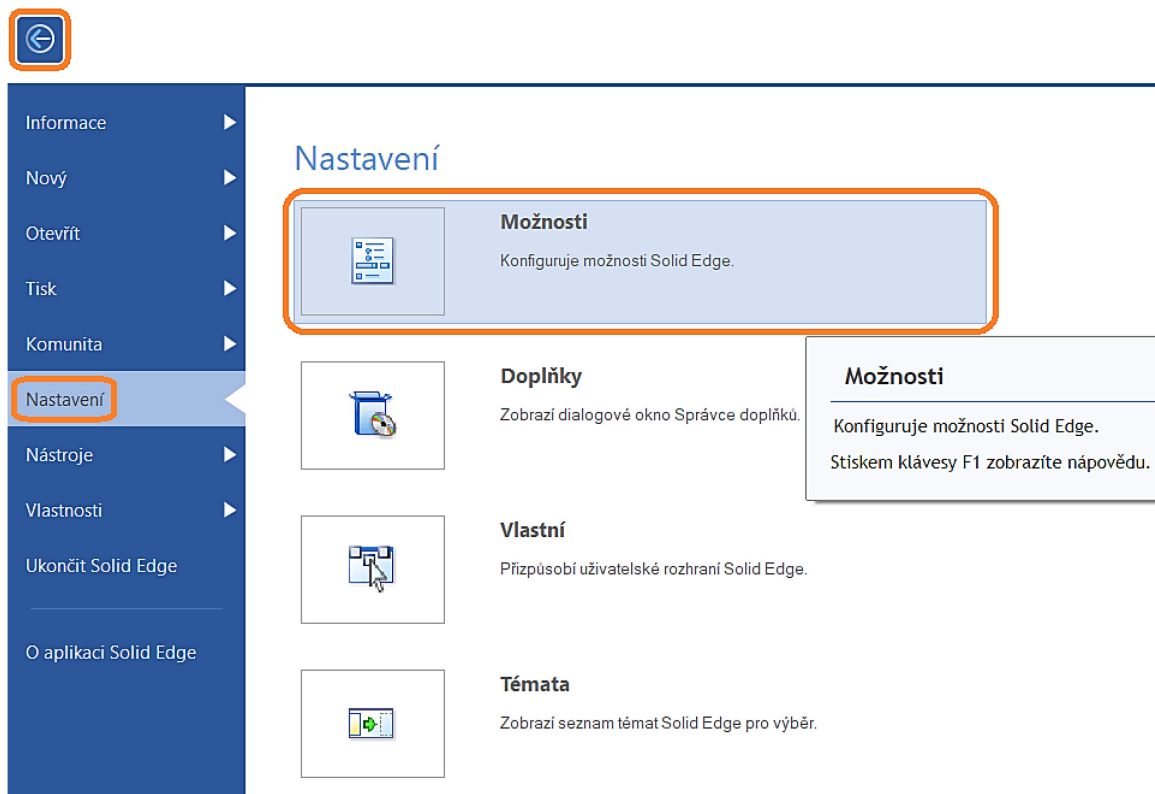 Informace
Nový
Otevřít
Tisk
Komunita
Nastavení
Nástroje
Vlastnosti
Ukončit Solid Edge
O aplikaci Solid Edge
Nastavení
Možnosti
Konfiguruje možnosti Solid Edge.
Doplňky
Zobrazí dialogové okno Správce doplňků.
Možnosti
Konfiguruje možnosti Solid Edge.
Stiskem klávesy F1 zobrazíte nápovědu.
Vlastní
Přizpůsobí uživatelské rozhraní Solid Edge.
Témata
Zobrazí seznam témat Solid Edge pro výběr.